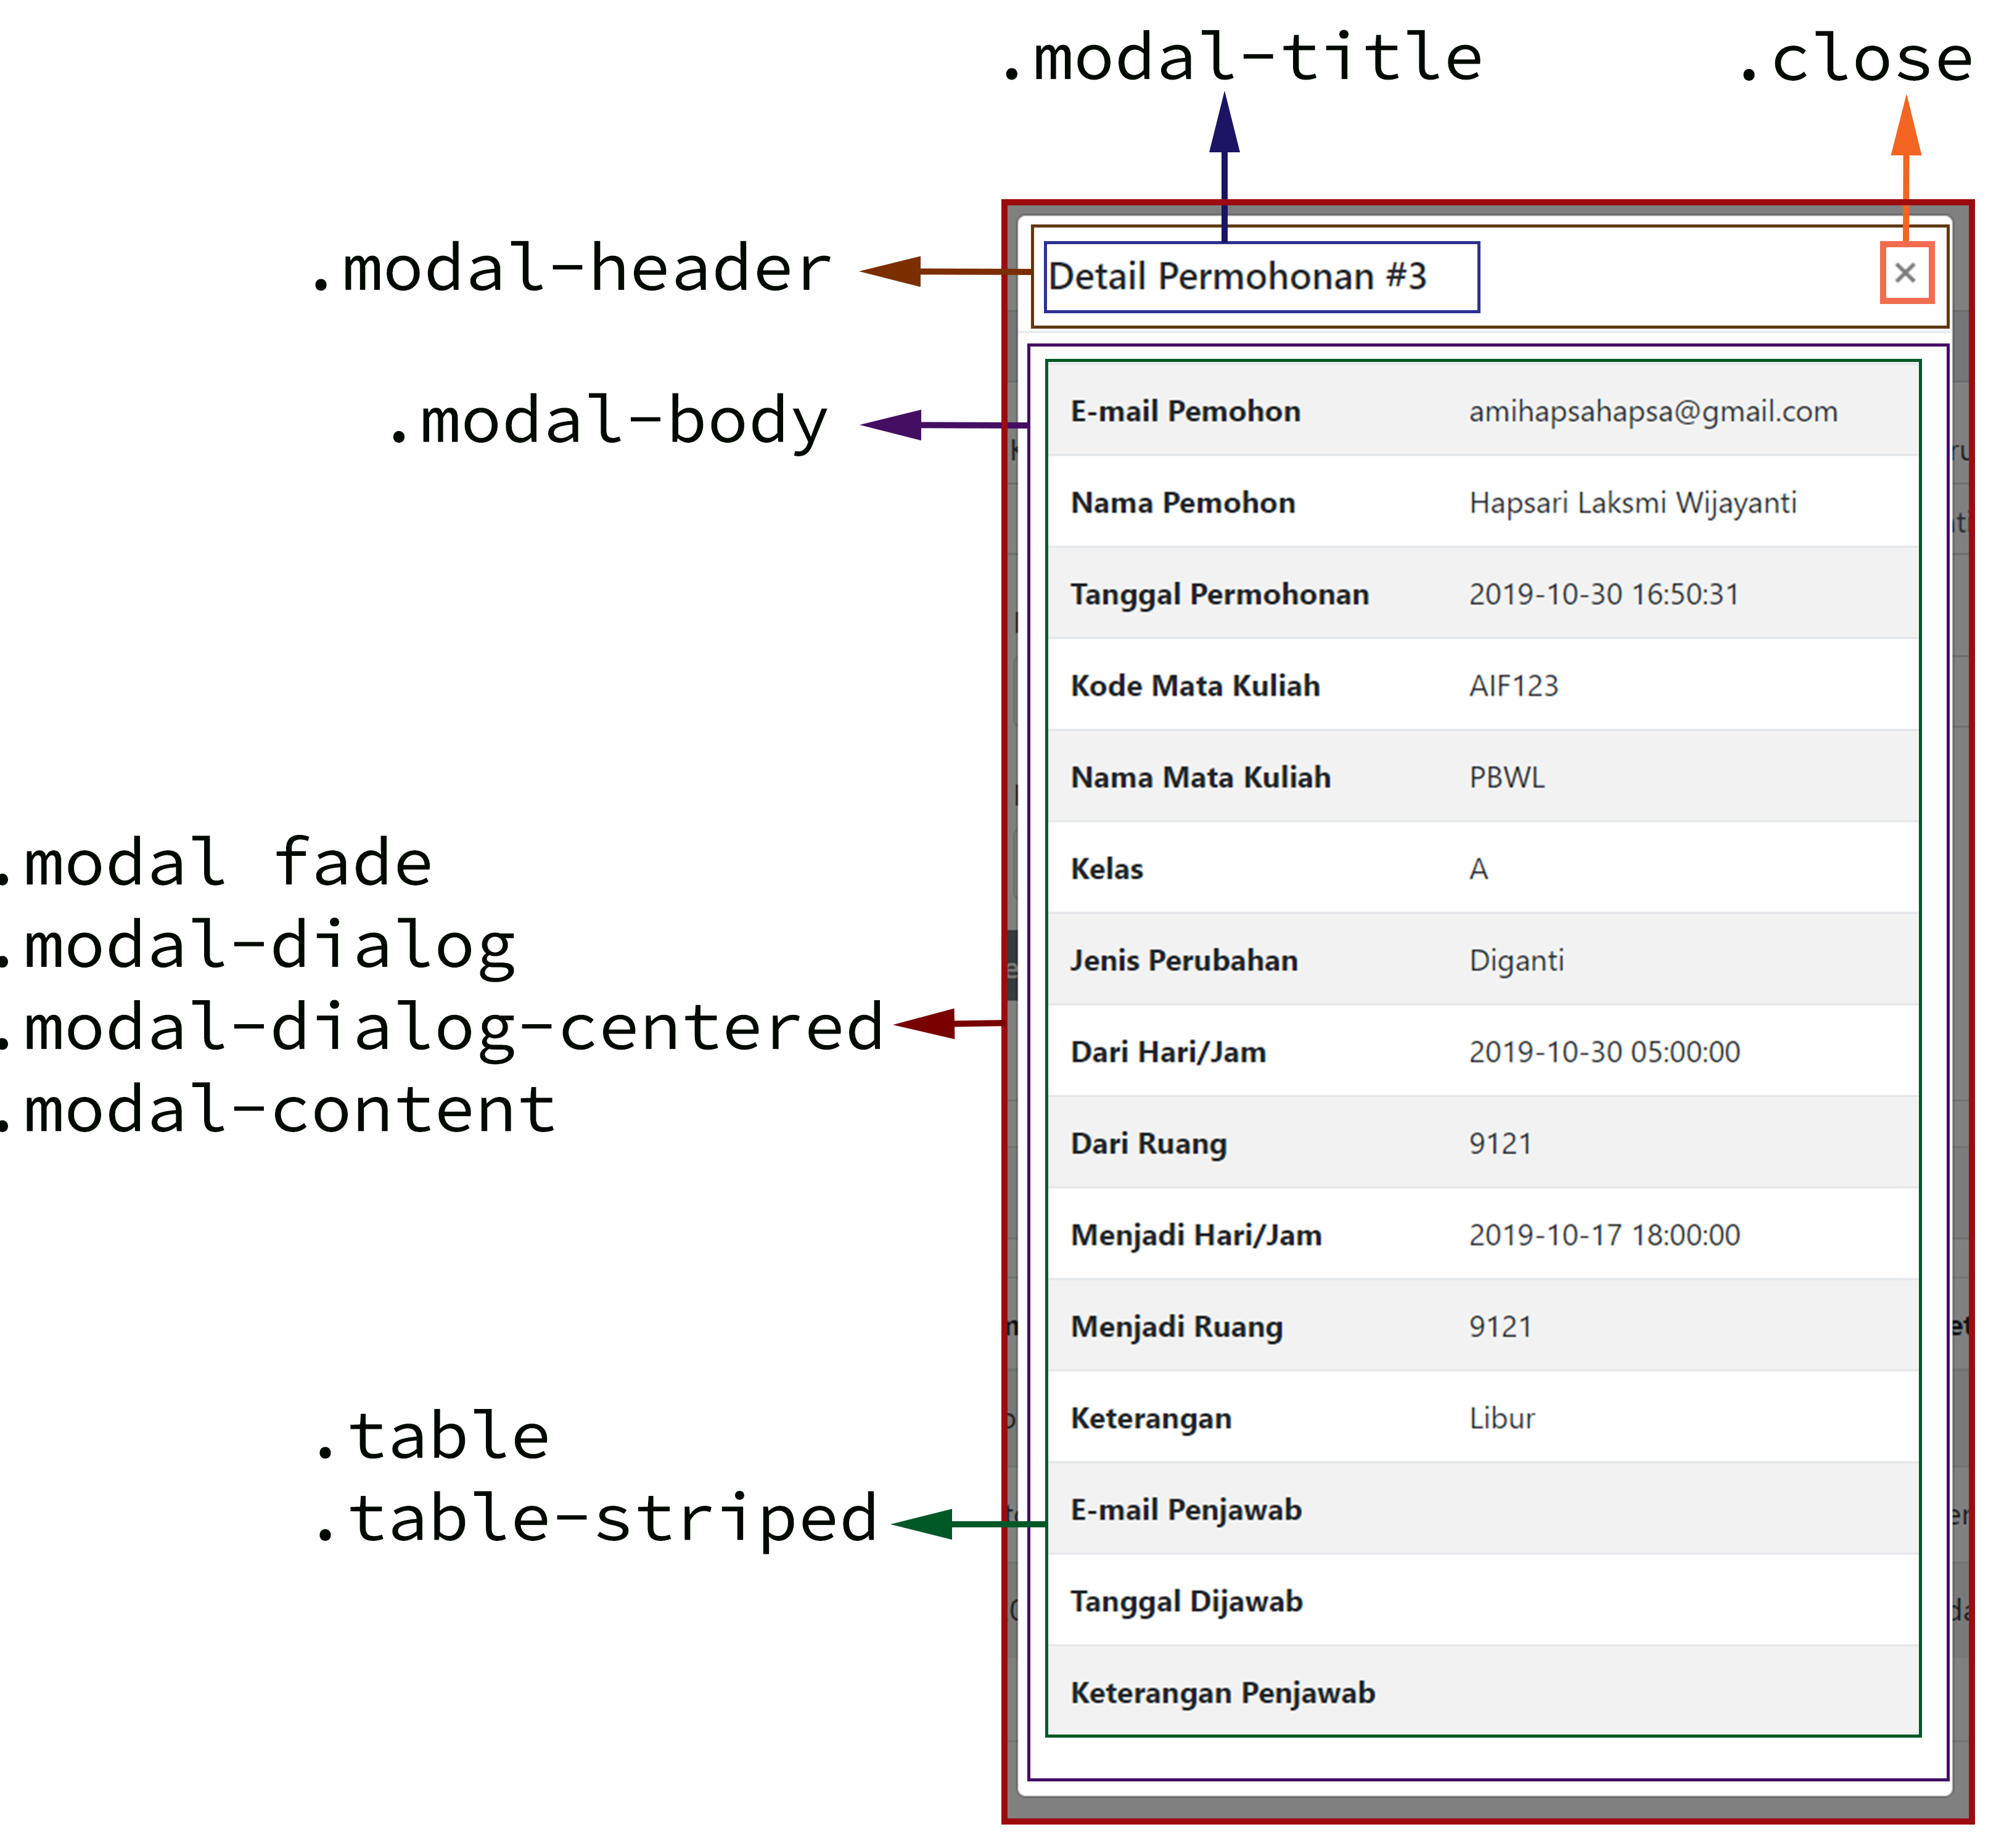 .modal-title .close
.modal-header
Detail Permohonan #3 ×
.modal-body
E-mail Pemohon amihapsahapsa@gmail.com
Nama Pemohon Hapsari Laksmi Wijayanti
Tanggal Permohonan 2019-10-30 16:50:31
Kode Mata Kuliah AIF123
Nama Mata Kuliah PBWL
Kelas A
Jenis Perubahan Diganti
Dari Hari/Jam 2019-10-30 05:00:00
Dari Ruang 9121
Menjadi Hari/Jam 2019-10-17 18:00:00
Menjadi Ruang 9121
Keterangan Libur
E-mail Penjawab
Tanggal Dijawab
Keterangan Penjawab
.modal fade
.modal-dialog
.modal-dialog-centered
.modal-content
.table
.table-striped